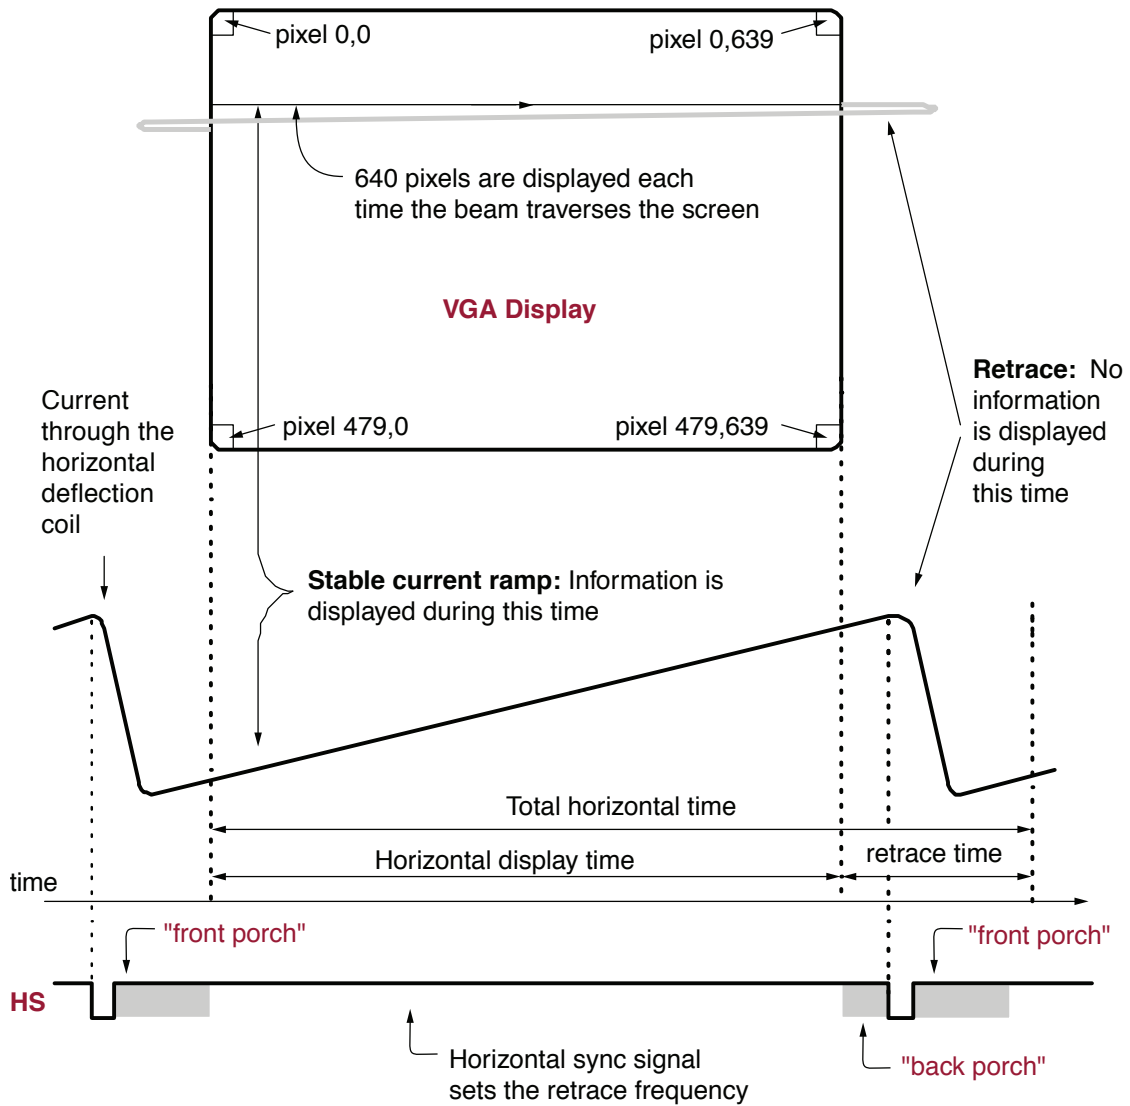 pixel 0,0
pixel 0,639
640 pixels are displayed each
time the beam traverses the screen
VGA Display
Retrace: No
information
is displayed
during
this time
Current
through the
horizontal
deflection
coil
pixel 479,0
pixel 479,639
Stable current ramp: Information is
displayed during this time
Total horizontal time
Horizontal display time
retrace time
time
"front porch"
"front porch"
HS
Horizontal sync signal
sets the retrace frequency
"back porch"